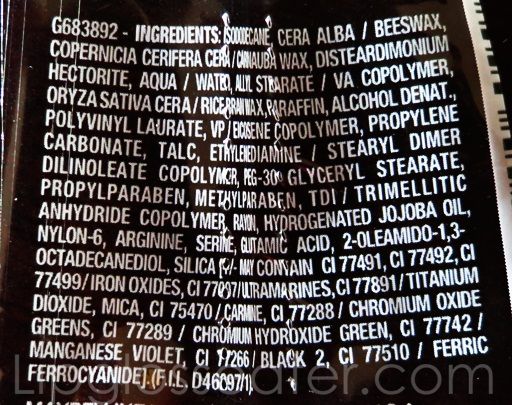 G683892 - INGREDIENTS: ISODODECANE, CERA ALBA / BEESWAX,
COPERNICIA CERIFERA CERA / CARNAUBA WAX, DISTEARDIMONIUM
HECTORITE, AQUA / WATER, ALLYL STEARATE / VA COPOLYMER,
ORYZA SATIVA CERA / RICE BRAN WAX, PARAFFIN, ALCOHOL DENAT.,
POLYVINYL LAURATE, VP / EICOSENE COPOLYMER, PROPYLENE
CARBONATE, TALC, ETHYLENEDIAMINE / STEARYL DIMER
DILINOLEATE COPOLYMER, PEG-30 GLYCERYL STEARATE,
PROPYLPARABEN, METHYLPARABEN, TDI / TRIMELLITIC
ANHYDRIDE COPOLYMER, RAYON, HYDROGENATED JOJOBA OIL,
NYLON-6, ARGININE, SERINE, GLUTAMIC ACID, 2-OLEAMIDO-1,3-
OCTADECANEDIOL, SILICA [+/- MAY CONTAIN CI 77491, CI 77492, CI
77499 / IRON OXIDES, CI 77007 / ULTRAMARINES, CI 77891 / TITANIUM
DIOXIDE, MICA, CI 75470 / CARMINE, CI 77288 / CHROMIUM OXIDE
GREENS, CI 77289 / CHROMIUM HYDROXIDE GREEN, CI 77742 /
MANGANESE VIOLET, CI 77266 / BLACK 2, CI 77510 / FERRIC
FERROCYANIDE]. (F.I.L. D46097/1)
Lipglosseater.com